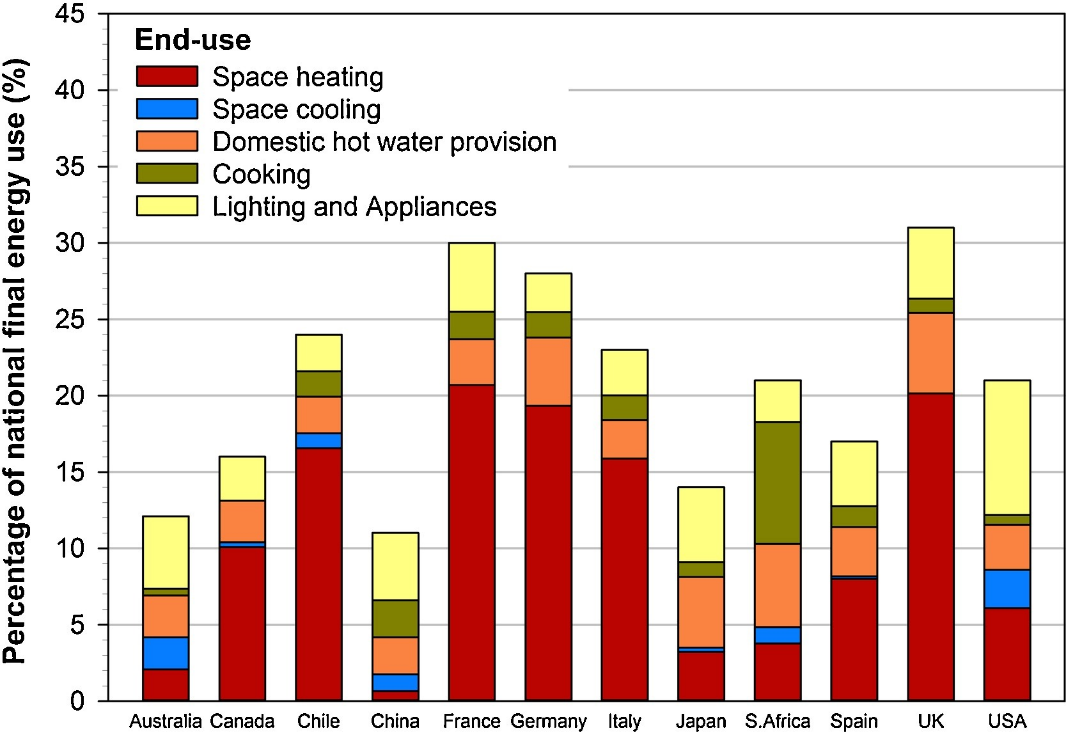 Percentage of national final energy use (%)
45
40
35
30
25
20
15
10
5
0
End-use
Space heating
Space cooling
Domestic hot water provision
Cooking
Lighting and Appliances
Australia Canada Chile China France Germany Italy Japan S.Africa Spain UK USA